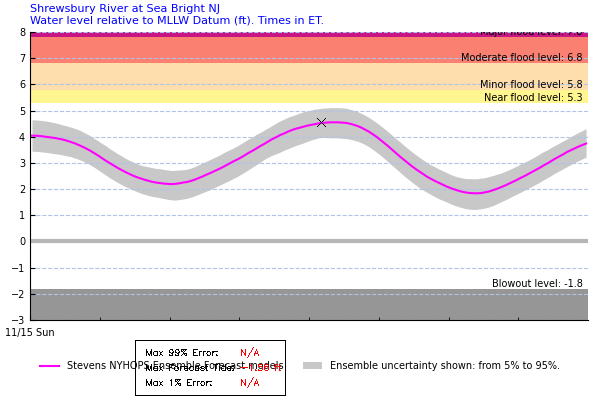 Shrewsbury River at Sea Bright NJ
Water level relative to MLLW Datum (ft). Times in ET.
8
Moderate flood level: 6.8
7
6
Minor flood level: 5.8
Near flood level: 5.3
5
4
3
2
1
0
−1
Blowout level: -1.8
−2
−3
11/15 Sun
Max 99% Error: N/A
Stevens NYHOPS Ensemble Forecast models
Ensemble uncertainty shown: from 5% to 95%.
Max Forecast Tide:
Max 1% Error: N/A